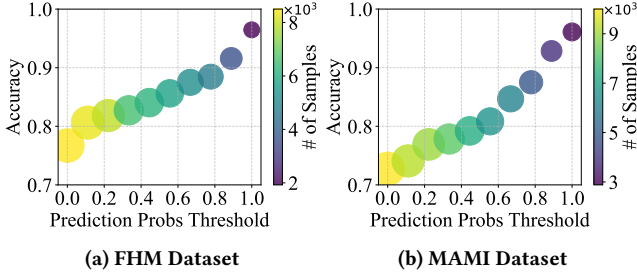 1.0
0.9
0.8
0.7
Accuracy
0.0 0.2 0.4 0.6 0.8 1.0
Prediction Probs Threshold
×10³
8
6
4
2
# of Samples
(a) FHM Dataset
1.0
0.9
0.8
0.7
Accuracy
0.0 0.2 0.4 0.6 0.8 1.0
Prediction Probs Threshold
×10³
9
7
5
3
# of Samples
(b) MAMI Dataset